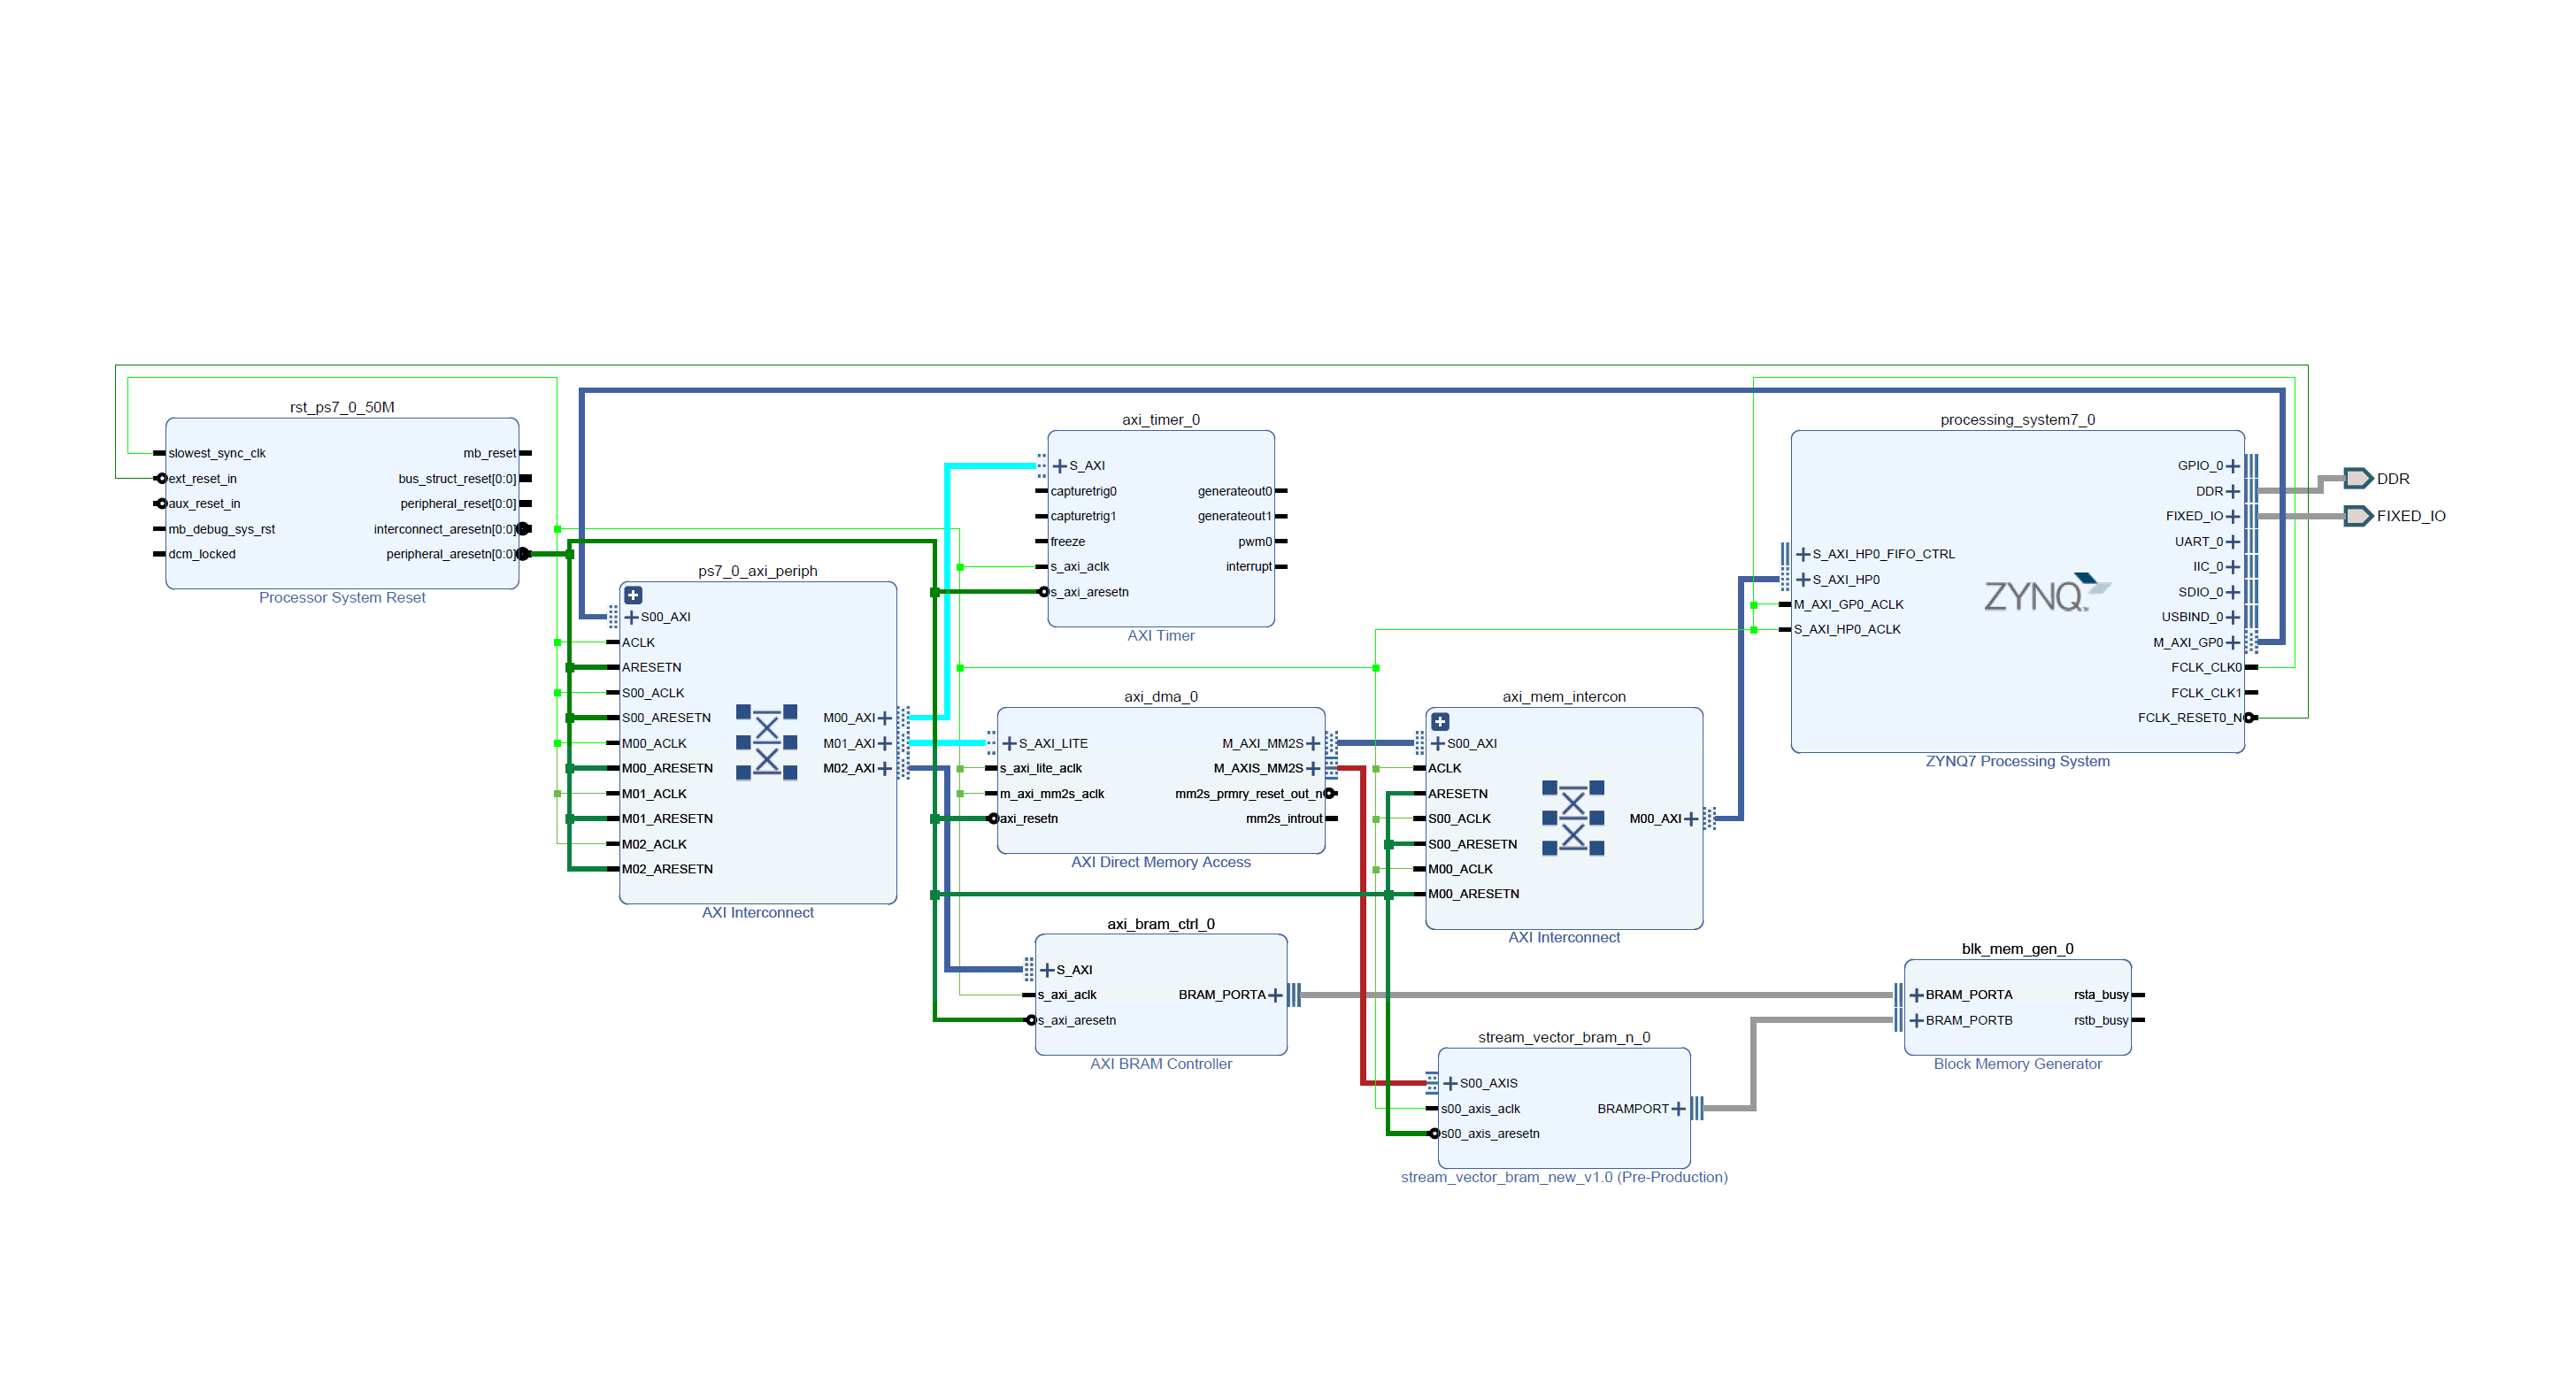 rst_ps7_0_50M
slowest_sync_clk
ext_reset_in
aux_reset_in
mb_debug_sys_rst
dcm_locked
mb_reset
bus_struct_reset[0:0]
peripheral_reset[0:0]
interconnect_aresetn[0:0]
peripheral_aresetn[0:0]
Processor System Reset
ps7_0_axi_periph
S00_AXI
ACLK
ARESETN
S00_ACLK
S00_ARESETN
M00_ACLK
M00_ARESETN
M01_ACLK
M01_ARESETN
M02_ACLK
M02_ARESETN
M00_AXI
M01_AXI
M02_AXI
AXI Interconnect
axi_timer_0
S_AXI
capturetrig0
capturetrig1
freeze
s_axi_aclk
s_axi_aresetn
generateout0
generateout1
pwm0
interrupt
AXI Timer
axi_dma_0
S_AXI_LITE
s_axi_lite_aclk
m_axi_mm2s_aclk
axi_resetn
M_AXI_MM2S
M_AXIS_MM2S
mm2s_prmry_reset_out_n
mm2s_introut
AXI Direct Memory Access
axi_bram_ctrl_0
S_AXI
s_axi_aclk
s_axi_aresetn
BRAM_PORTA
AXI BRAM Controller
axi_mem_intercon
S00_AXI
ACLK
ARESETN
S00_ACLK
S00_ARESETN
M00_ACLK
M00_ARESETN
M00_AXI
AXI Interconnect
stream_vector_bram_n_0
S00_AXIS
s00_axis_aclk
s00_axis_aresetn
BRAMPORT
stream_vector_bram_new_v1.0 (Pre-Production)
processing_system7_0
S_AXI_HP0_FIFO_CTRL
S_AXI_HP0
M_AXI_GP0_ACLK
S_AXI_HP0_ACLK
ZYNQ
GPIO_0
DDR
FIXED_IO
UART_0
IIC_0
SDIO_0
USBIND_0
M_AXI_GP0
FCLK_CLK0
FCLK_CLK1
FCLK_RESET0_N
ZYNQ7 Processing System
DDR
FIXED_IO
blk_mem_gen_0
BRAM_PORTA
BRAM_PORTB
rsta_busy
rstb_busy
Block Memory Generator